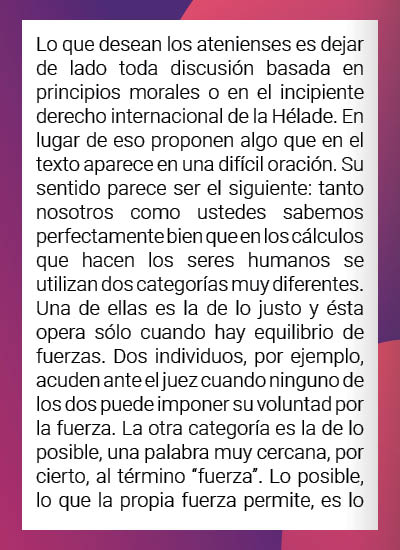 Lo que desean los atenienses es dejar
de lado toda discusión basada en
principios morales o en el incipiente
derecho internacional de la Hélade. En
lugar de eso proponen algo que en el
texto aparece en una difícil oración. Su
sentido parece ser el siguiente: tanto
nosotros como ustedes sabemos
perfectamente bien que en los cálculos
que hacen los seres humanos se
utilizan dos categorías muy diferentes.
Una de ellas es la de lo justo y ésta
opera sólo cuando hay equilibrio de
fuerzas. Dos individuos, por ejemplo,
acuden ante el juez cuando ninguno de
los dos puede imponer su voluntad por
la fuerza. La otra categoría es la de lo
posible, una palabra muy cercana, por
cierto, al término “fuerza”. Lo posible,
lo que la propia fuerza permite, es lo